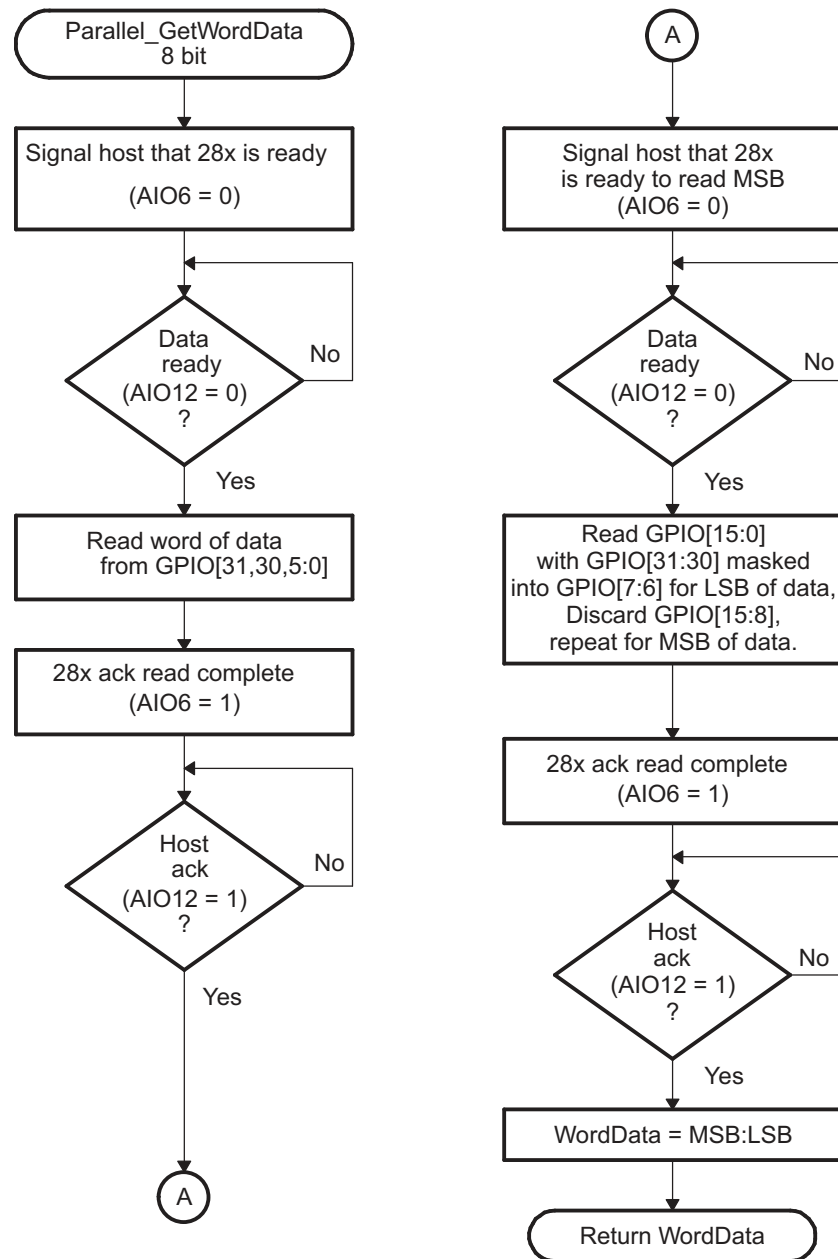 Parallel_GetWordData
8 bit
Signal host that 28x is ready
(AIO6 = 0)
Data
ready
(AIO12 = 0)
?
No
Yes
Read word of data
from GPIO[31,30,5:0]
28x ack read complete
(AIO6 = 1)
Host
ack
(AIO12 = 1)
?
No
Yes
A
A
Signal host that 28x
is ready to read MSB
(AIO6 = 0)
Data
ready
(AIO12 = 0)
?
No
Yes
Read GPIO[15:0]
with GPIO[31:30] masked
into GPIO[7:6] for LSB of data,
Discard GPIO[15:8],
repeat for MSB of data.
28x ack read complete
(AIO6 = 1)
Host
ack
(AIO12 = 1)
?
No
Yes
WordData = MSB:LSB
Return WordData